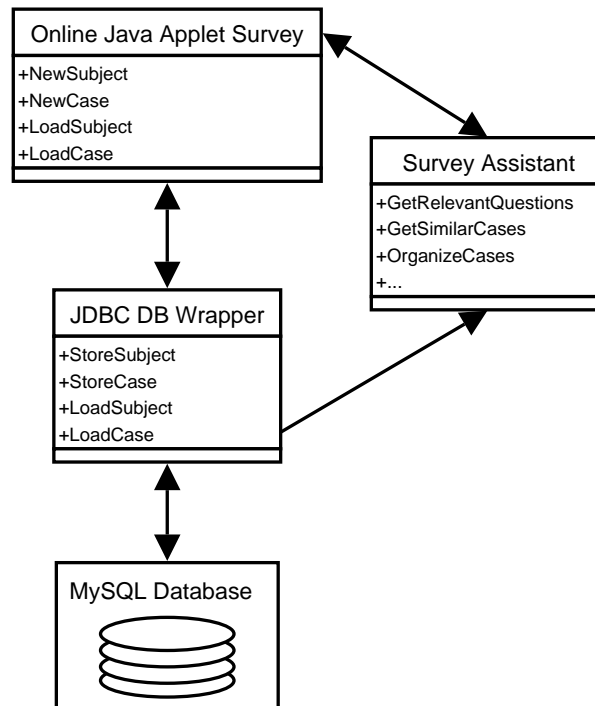 Online Java Applet Survey
+NewSubject
+NewCase
+LoadSubject
+LoadCase
Survey Assistant
+GetRelevantQuestions
+GetSimilarCases
+OrganizeCases
+...
JDBC DB Wrapper
+StoreSubject
+StoreCase
+LoadSubject
+LoadCase
MySQL Database